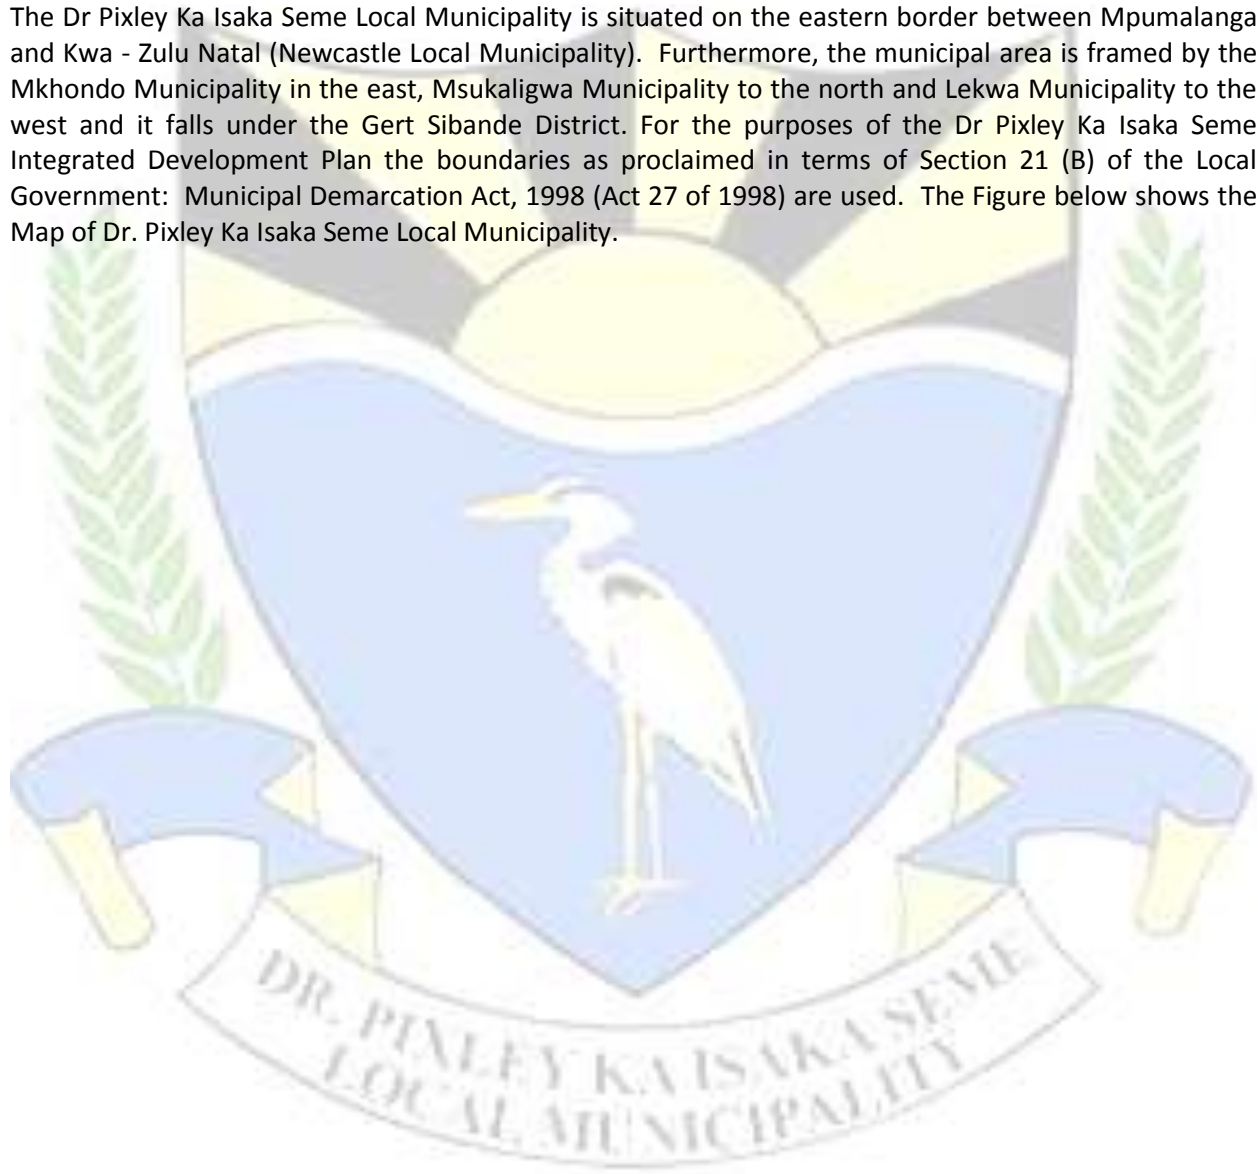 The Dr Pixley Ka Isaka Seme Local Municipality is situated on the eastern border between Mpumalanga
and Kwa - Zulu Natal (Newcastle Local Municipality). Furthermore, the municipal area is framed by the
Mkhondo Municipality in the east, Msukaligwa Municipality to the north and Lekwa Municipality to the
west and it falls under the Gert Sibande District. For the purposes of the Dr Pixley Ka Isaka Seme
Integrated Development Plan the boundaries as proclaimed in terms of Section 21 (B) of the Local
Government: Municipal Demarcation Act, 1998 (Act 27 of 1998) are used. The Figure below shows the
Map of Dr. Pixley Ka Isaka Seme Local Municipality.
DR. PIXLEY KA ISAKA SEME
LOCAL MUNICIPALITY